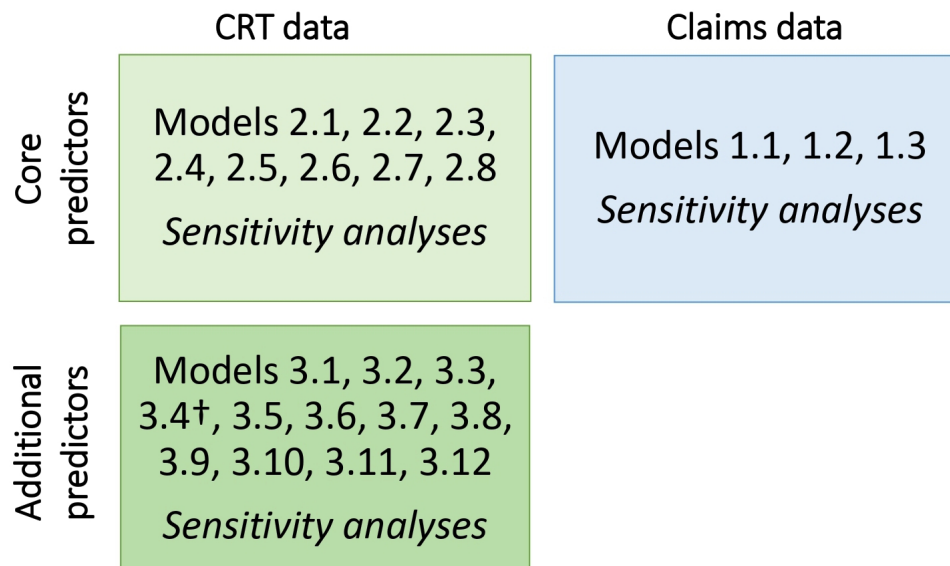 CRT data
Claims data
Core
predictors
Models 2.1, 2.2, 2.3,
2.4, 2.5, 2.6, 2.7, 2.8
Sensitivity analyses
Models 1.1, 1.2, 1.3
Sensitivity analyses
Additional
predictors
Models 3.1, 3.2, 3.3,
3.4†, 3.5, 3.6, 3.7, 3.8,
3.9, 3.10, 3.11, 3.12
Sensitivity analyses